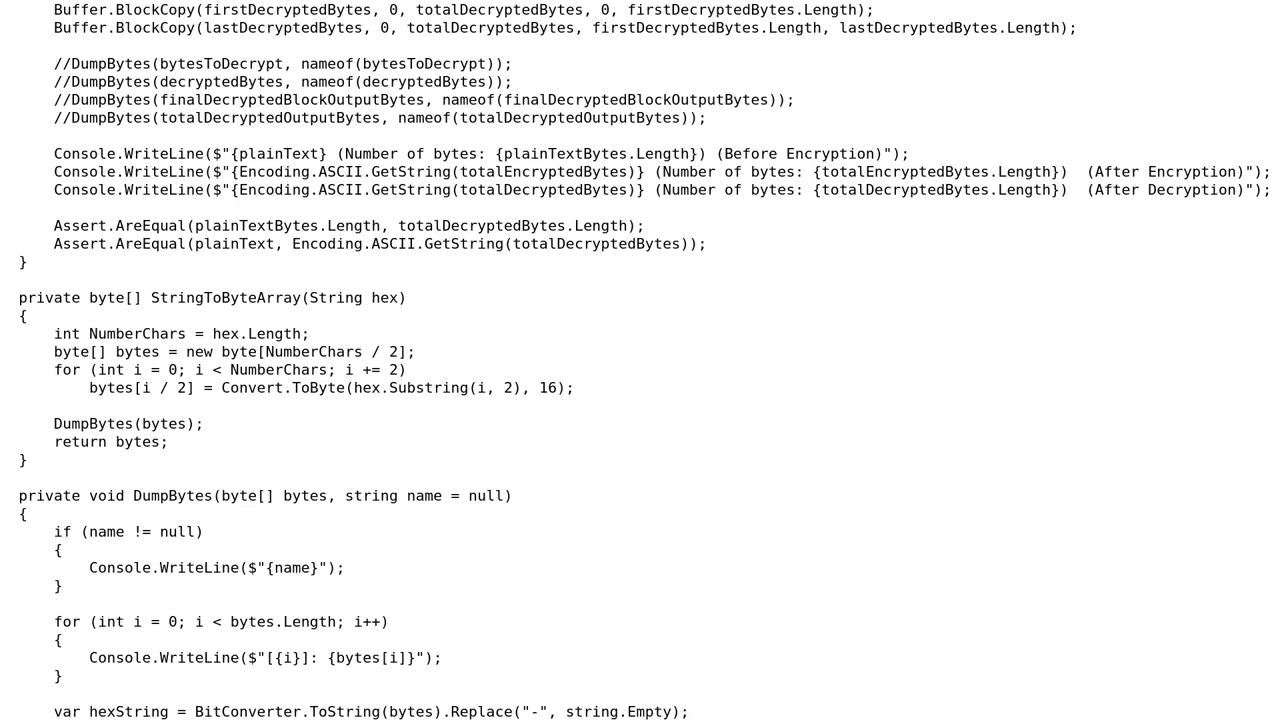 Buffer.BlockCopy(firstDecryptedBytes, 0, totalDecryptedBytes, 0, firstDecryptedBytes.Length);
Buffer.BlockCopy(lastDecryptedBytes, 0, totalDecryptedBytes, firstDecryptedBytes.Length, lastDecryptedBytes.Length);
//DumpBytes(bytesToDecrypt, nameof(bytesToDecrypt));
//DumpBytes(decryptedBytes, nameof(decryptedBytes));
//DumpBytes(finalDecryptedBlockOutputBytes, nameof(finalDecryptedBlockOutputBytes));
//DumpBytes(totalDecryptedOutputBytes, nameof(totalDecryptedOutputBytes));
Console.WriteLine($"{plainText} (Number of bytes: {plainTextBytes.Length}) (Before Encryption)");
Console.WriteLine($"{Encoding.ASCII.GetString(totalEncryptedBytes)} (Number of bytes: {totalEncryptedBytes.Length})  (After Encryption)");
Console.WriteLine($"{Encoding.ASCII.GetString(totalDecryptedBytes)} (Number of bytes: {totalDecryptedBytes.Length})  (After Decryption)");
Assert.AreEqual(plainTextBytes.Length, totalDecryptedBytes.Length);
Assert.AreEqual(plainText, Encoding.ASCII.GetString(totalDecryptedBytes));
}
private byte[] StringToByteArray(String hex)
{
int NumberChars = hex.Length;
byte[] bytes = new byte[NumberChars / 2];
for (int i = 0; i < NumberChars; i += 2)
bytes[i / 2] = Convert.ToByte(hex.Substring(i, 2), 16);
DumpBytes(bytes);
return bytes;
}
private void DumpBytes(byte[] bytes, string name = null)
{
if (name != null)
{
Console.WriteLine($"{name}");
}
for (int i = 0; i < bytes.Length; i++)
{
Console.WriteLine($"[{i}]: {bytes[i]}");
}
var hexString = BitConverter.ToString(bytes).Replace("-", string.Empty);